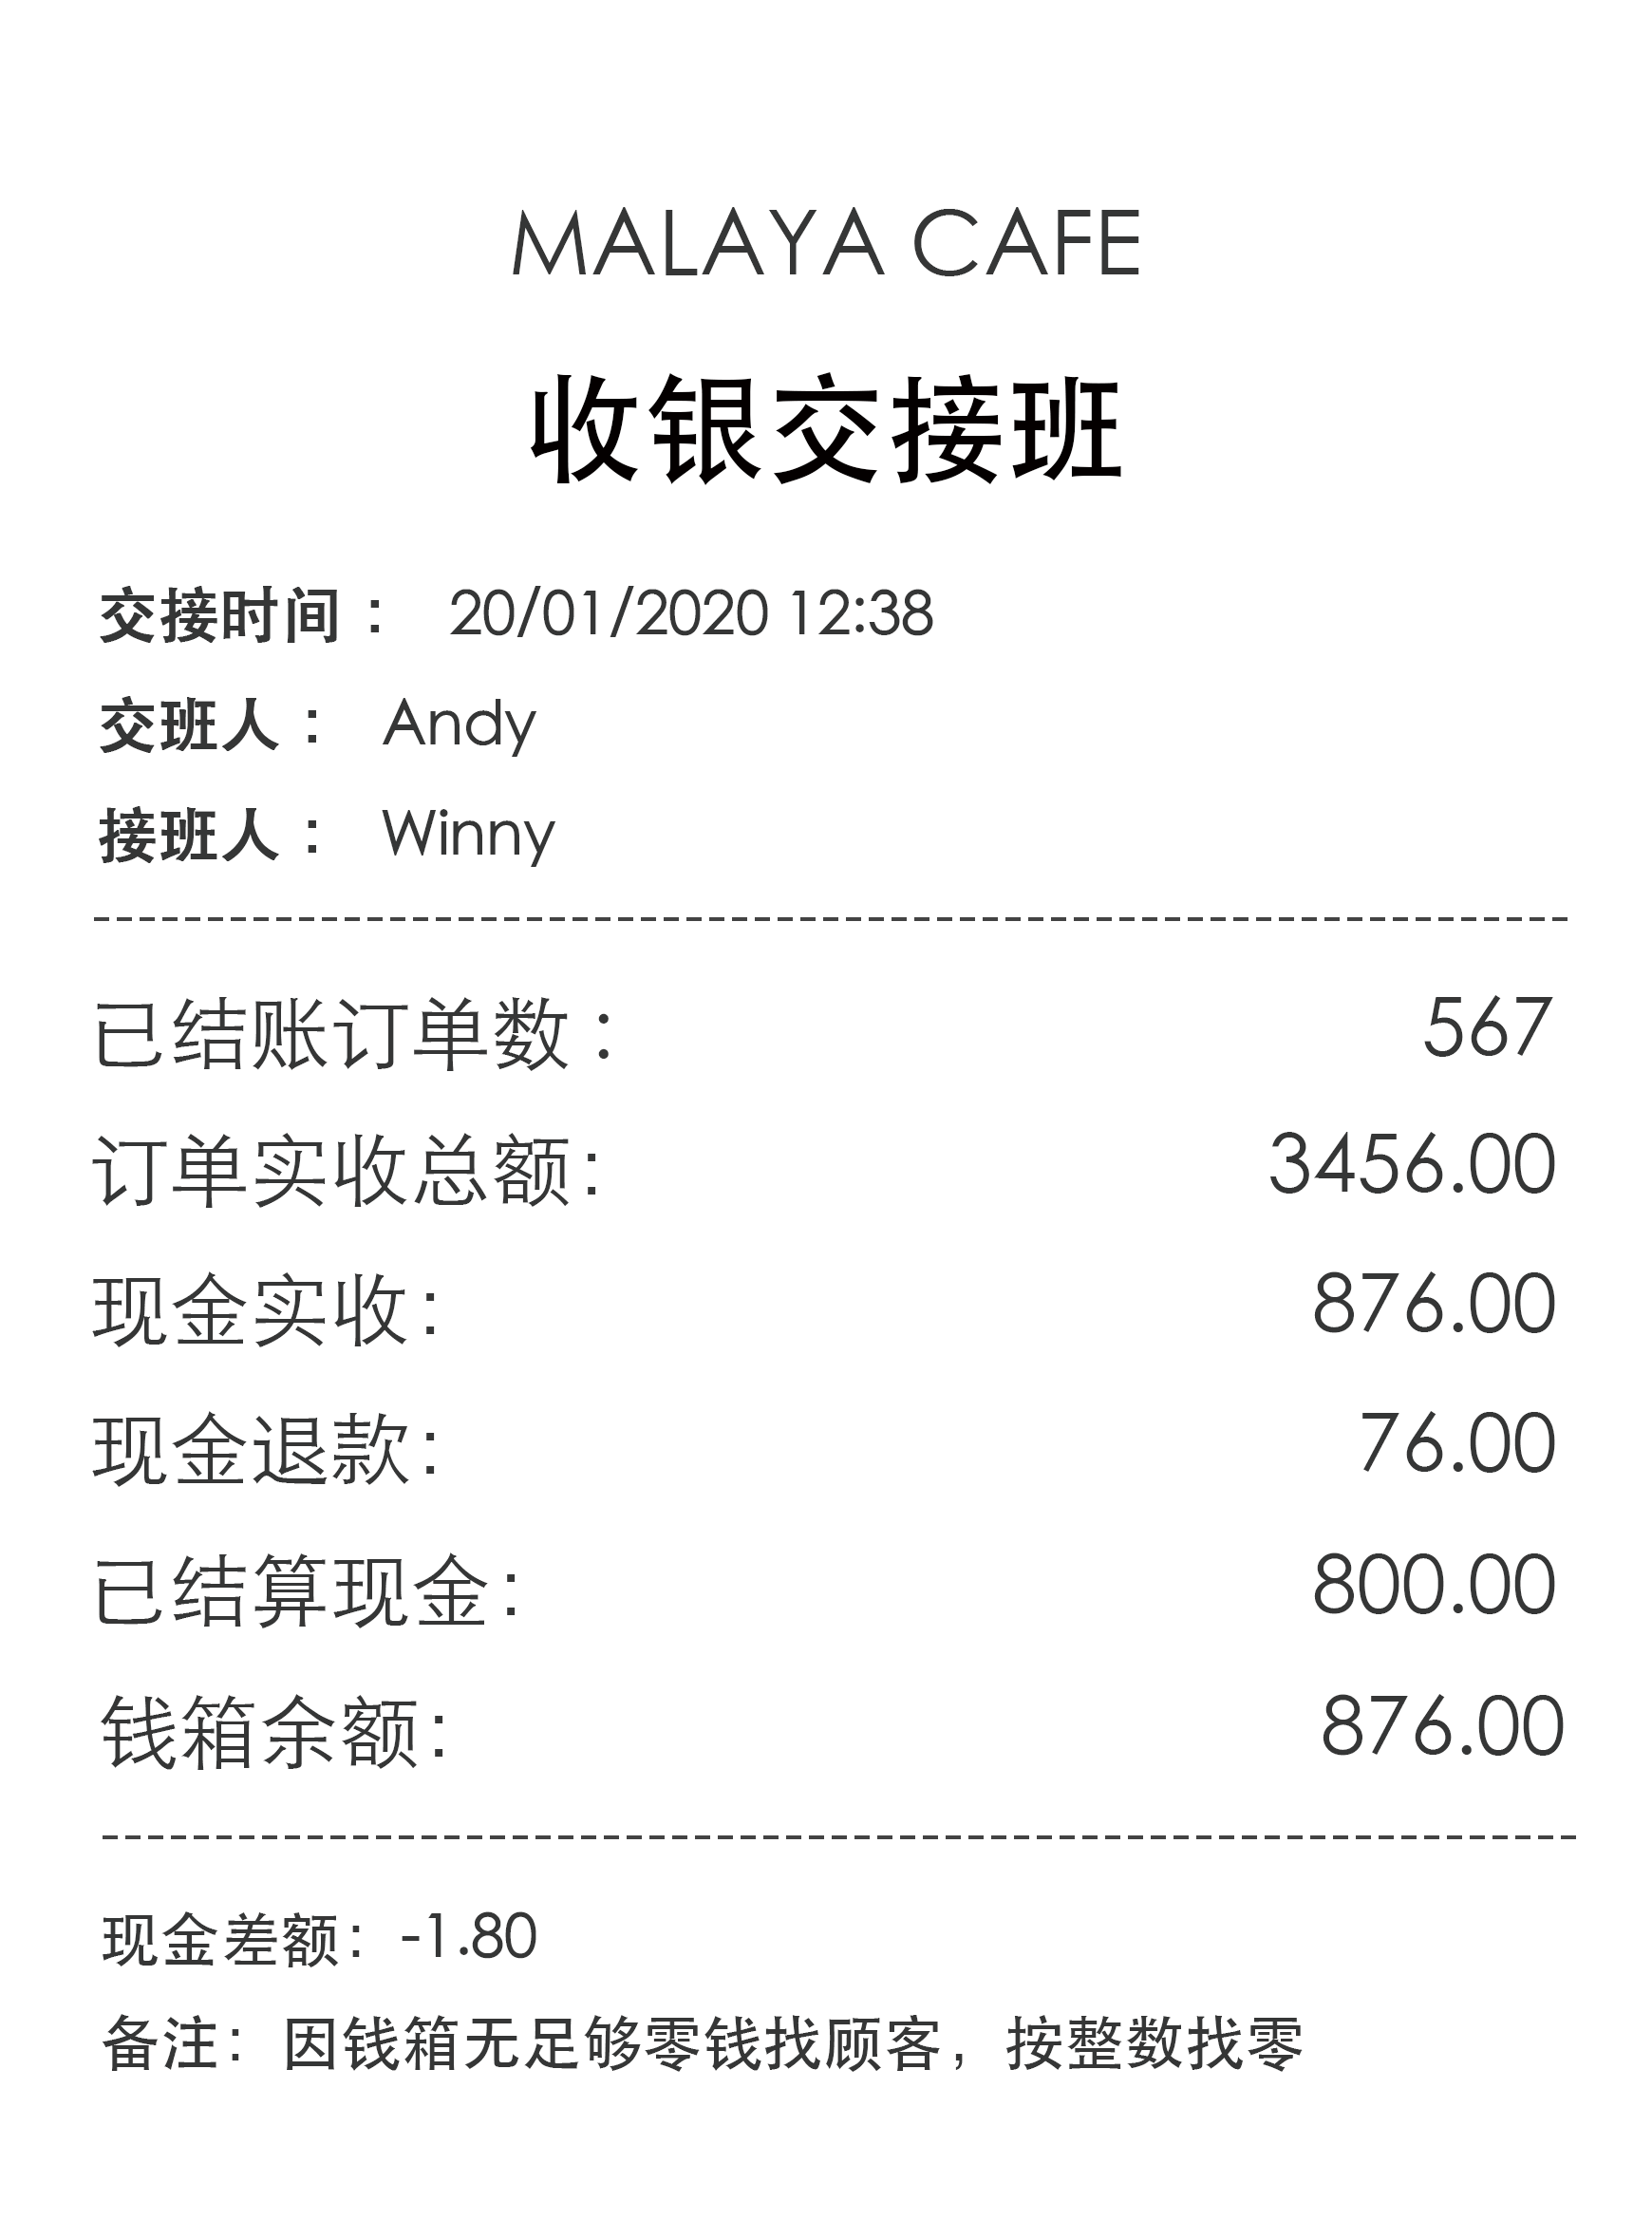 MALAYA CAFE
收银交接班
交接时间： 20/01/2020 12:38
交班人： Andy
接班人： Winny
已结账订单数： 567
订单实收总额： 3456.00
现金实收： 876.00
现金退款： 76.00
已结算现金： 800.00
钱箱余额： 876.00
现金差额：-1.80
备注：因钱箱无足够零钱找顾客，按整数找零